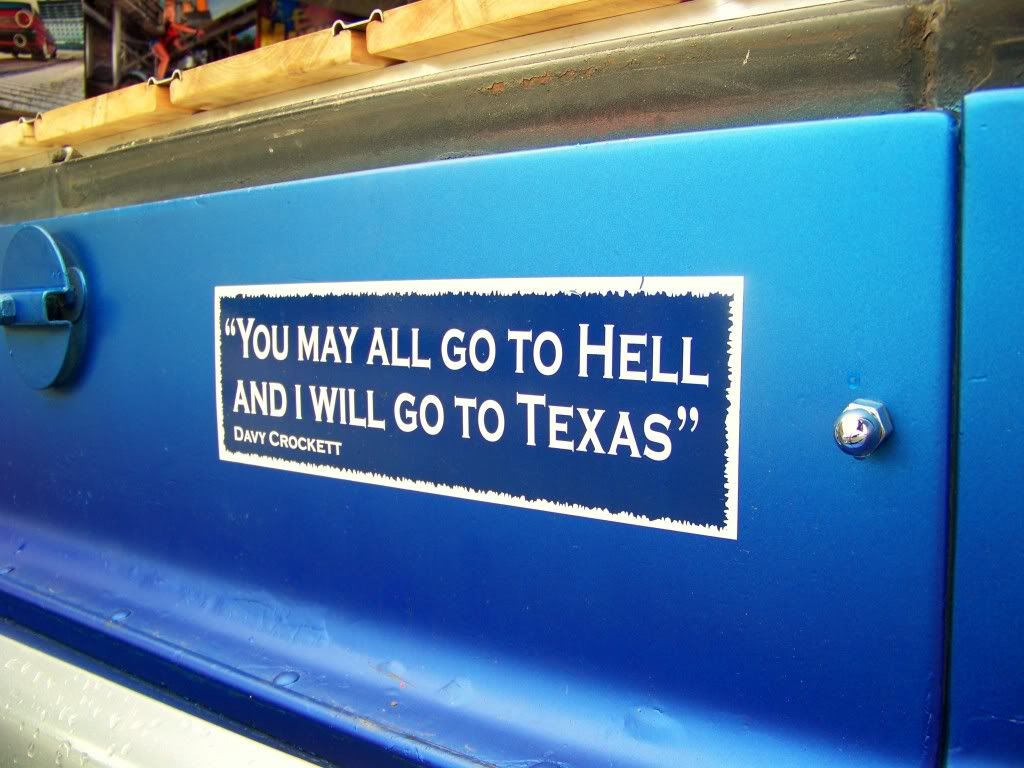 “You may all go to Hell
and I will go to Texas”
Davy Crockett